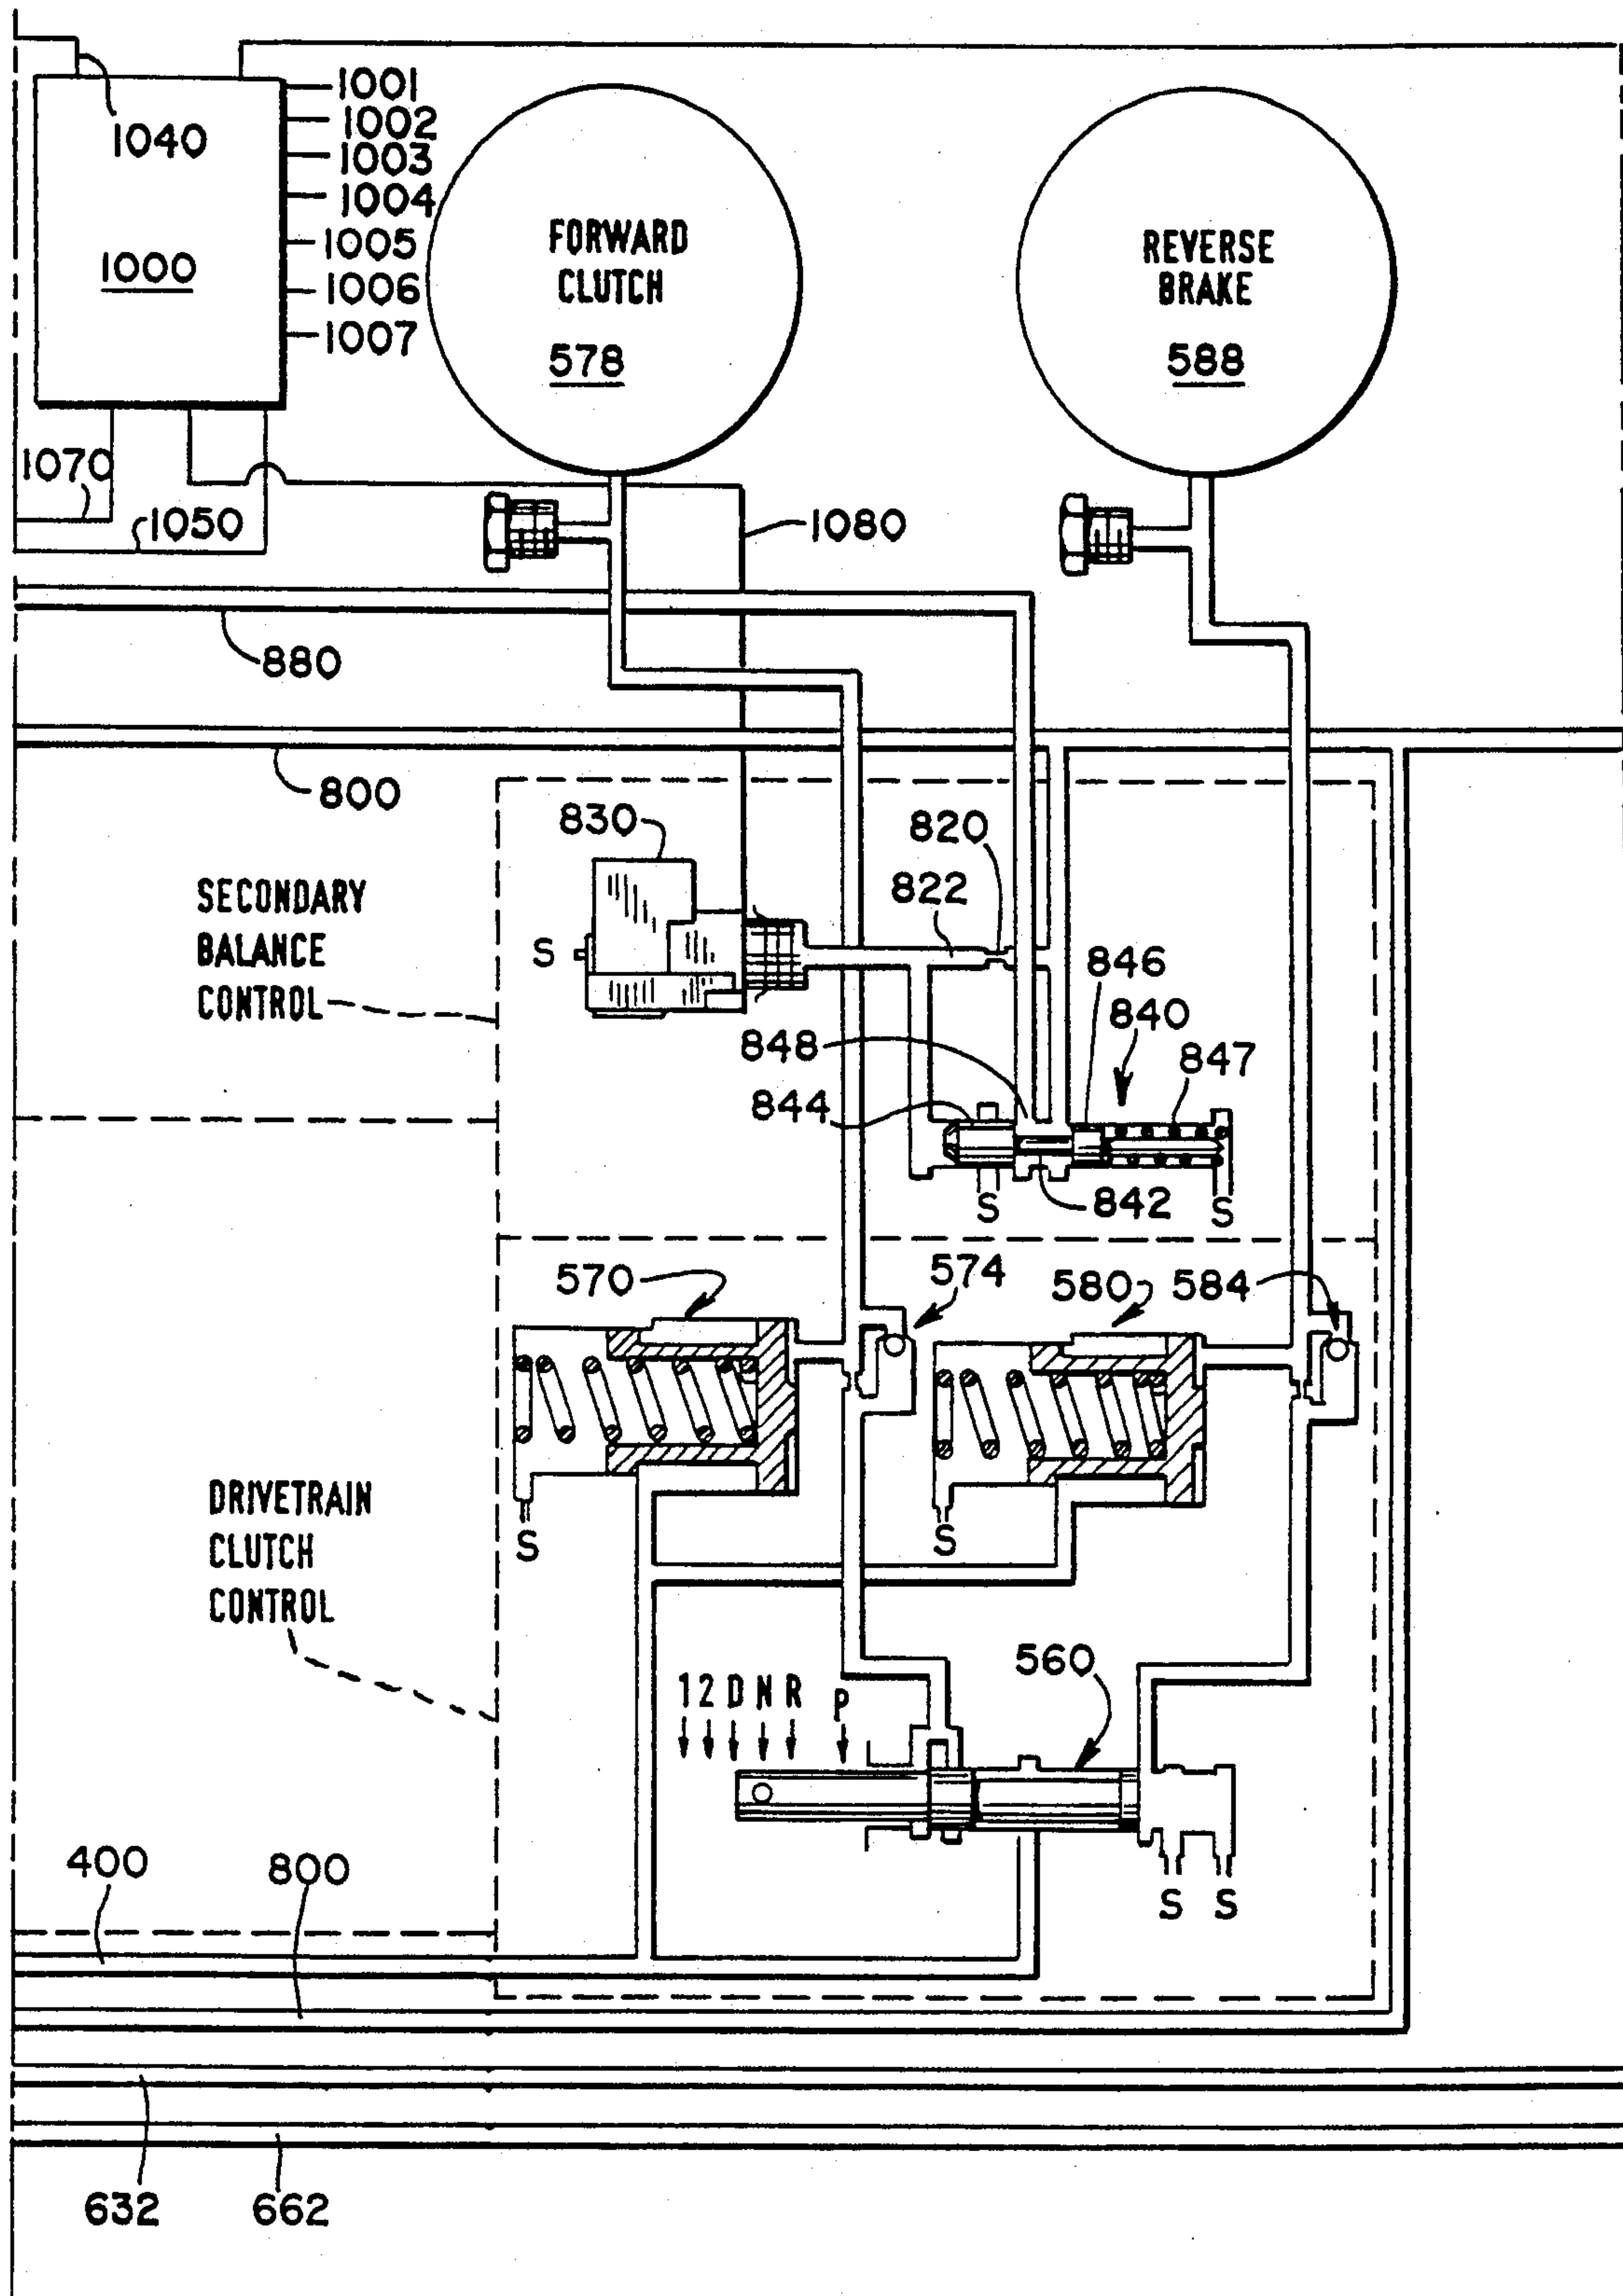 1001
1002
1003
1004
1005
1006
1007
1040
1000
FORWARD
CLUTCH
578
REVERSE
BRAKE
588
1070
1050
1080
880
800
830
820
822
SECONDARY
BALANCE
CONTROL
S
846
840
848
847
844
S
842
S
570
574
580
584
DRIVETRAIN
CLUTCH
CONTROL
S
S
560
1 2 D N R P
400
800
S
S
632
662